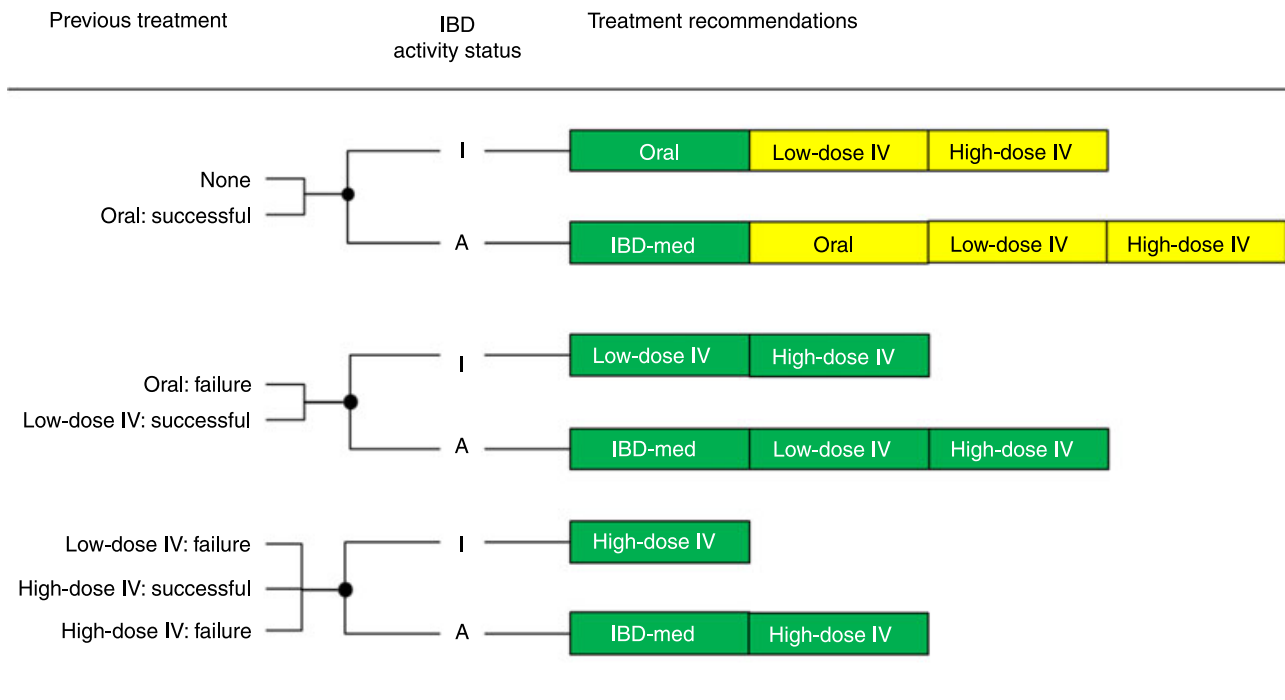 Previous treatment
IBD
activity status
Treatment recommendations
I
Oral
Low-dose IV
High-dose IV
None
Oral: successful
A
IBD-med
Oral
Low-dose IV
High-dose IV
I
Low-dose IV
High-dose IV
Oral: failure
Low-dose IV: successful
A
IBD-med
Low-dose IV
High-dose IV
Low-dose IV: failure
I
High-dose IV
High-dose IV: successful
High-dose IV: failure
A
IBD-med
High-dose IV